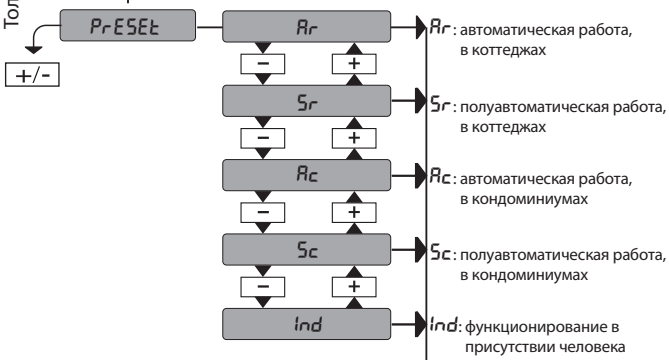 Тол
PrESEt
+/-
Ar
Ar: автоматическая работа,
в коттеджах
- +
Sr
Sr: полуавтоматическая работа,
в коттеджах
- +
Ac
Ac: автоматическая работа,
в кондоминиумах
- +
Sc
Sc: полуавтоматическая работа,
в кондоминиумах
- +
Ind
Ind: функционирование в
присутствии человека